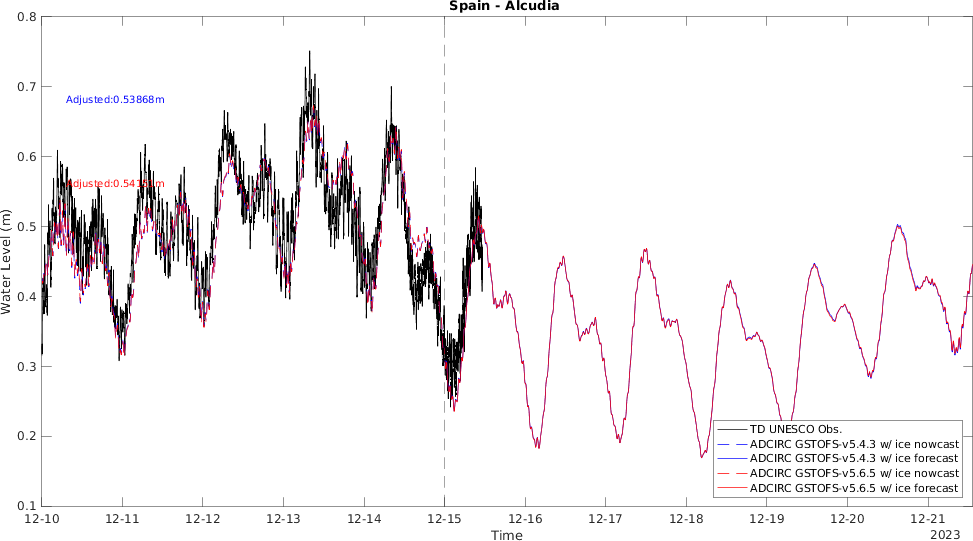 Spain - Alcudia
0.8
0.7
0.6
0.5
0.4
0.3
0.2
0.1
Water Level (m)
Adjusted:0.53868m
TD UNESCO Obs.
ADCIRC GSTOFS-v5.4.3 w/ ice nowcast
ADCIRC GSTOFS-v5.4.3 w/ ice forecast
ADCIRC GSTOFS-v5.6.5 w/ ice nowcast
ADCIRC GSTOFS-v5.6.5 w/ ice forecast
12-10 12-11 12-12 12-13 12-14 12-15 12-16 12-17 12-18 12-19 12-20 12-21
Time
2023